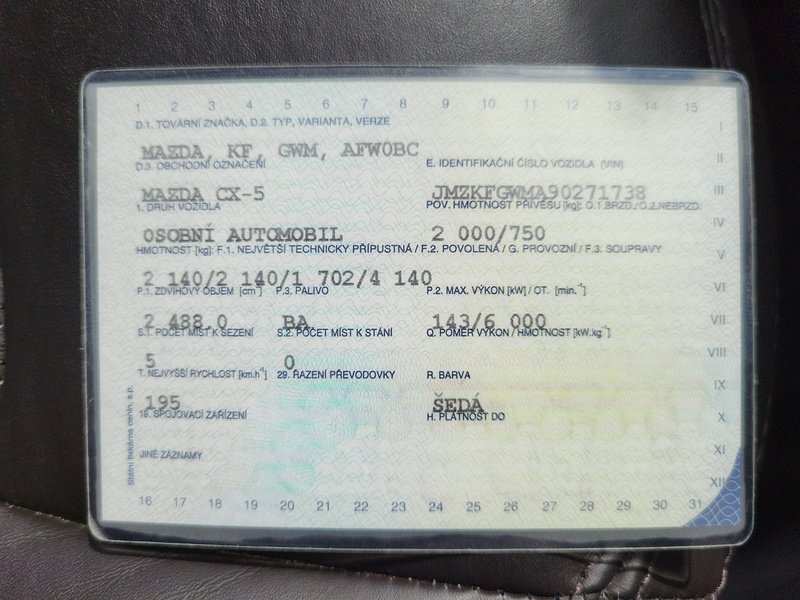 1 2 3 4 5 6 7 8 9 10 11 12 13 14 15
D.1. TOVÁRNÍ ZNAČKA, D.2. TYP, VARIANTA, VERZE
I
MAZDA, KF, GWM, AFW0BC
D.3. OBCHODNÍ OZNAČENÍ E. IDENTIFIKAČNÍ ČÍSLO VOZIDLA (VIN)
II
MAZDA CX-5 JMZKFGWMA90271738
III
1. DRUH VOZIDLA POV. HMOTNOST PŘÍVĚSU [kg]: O.1 BRZD./O.2.NEBRZD.
IV
OSOBNÍ AUTOMOBIL 2 000/750
HMOTNOST [kg]: F.1. NEJVĚTŠÍ TECHNICKY PŘÍPUSTNÁ / F.2. POVOLENÁ / G. PROVOZNÍ / F.3. SOUPRAVY
V
2 140/2 140/1 702/4 140
P.1. ZDVIHOVÝ OBJEM [cm³] P.3. PALIVO P.2. MAX. VÝKON [kW] / OT. [min.⁻¹]
VI
2 488.0 BA 143/6 000
VII
S.1. POČET MÍST K SEZENÍ S.2. POČET MÍST K STÁNÍ Q. POMĚR VÝKON / HMOTNOST [kW.kg⁻¹]
VIII
5 0
T. NEJVYŠŠÍ RYCHLOST [km.h⁻¹] 29. ŘAZENÍ PŘEVODOVKY R. BARVA
IX
195 ŠEDÁ
19. SPOJOVACÍ ZAŘÍZENÍ H. PLATNOST DO
X
JINÉ ZÁZNAMY
XI
XII
16 17 18 19 20 21 22 23 24 25 26 27 28 29 30 31
Státní tiskárna cenin, s.p.